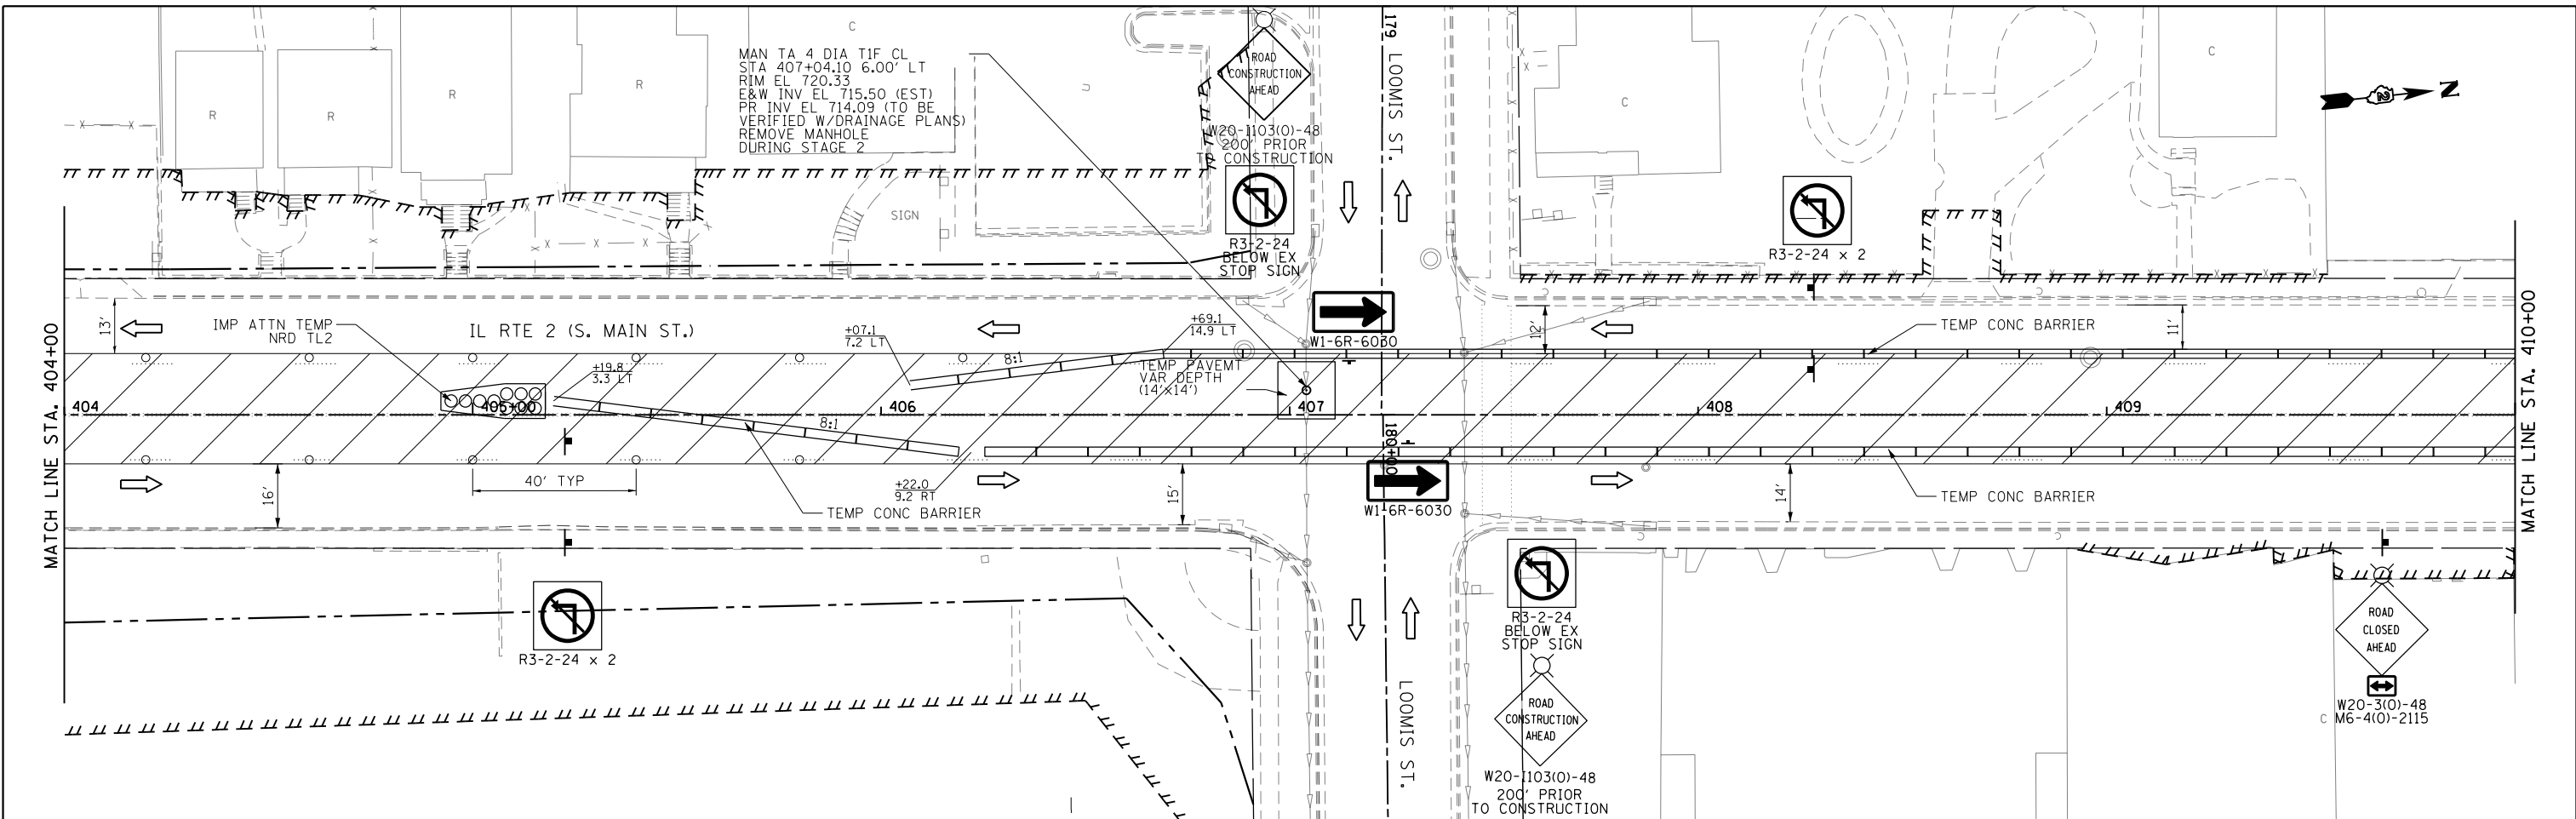 MAN TA 4 DIA T1F CL
STA 407+04.10 6.00' LT
RIM EL 720.33
E&W INV EL 715.50 (EST)
PR INV EL 714.09 (TO BE
VERIFIED W/DRAINAGE PLANS)
REMOVE MANHOLE
DURING STAGE 2
R
R
R
R
C
SIGN
ROAD
CONSTRUCTION
AHEAD
W20-I103(O)-48
200' PRIOR
TO CONSTRUCTION
R3-2-24
BELOW EX
STOP SIGN
179
LOOMIS ST.
C
C
R3-2-24 x 2
2
N
MATCH LINE STA. 404+00
13'
IMP ATTN TEMP
NRD TL2
IL RTE 2 (S. MAIN ST.)
+07.1
7.2 LT
+69.1
14.9 LT
W1-6R-6030
12'
TEMP CONC BARRIER
11'
MATCH LINE STA. 410+00
+19.8
3.3 LT
8:1
TEMP PAVEMT
VAR DEPTH
(14'x14')
404
405+00
406
407
408
409
8:1
180+00
16'
40' TYP
+22.0
9.2 RT
15'
TEMP CONC BARRIER
W1-6R-6030
14'
TEMP CONC BARRIER
R3-2-24 x 2
R3-2-24
BELOW EX
STOP SIGN
LOOMIS ST.
ROAD
CONSTRUCTION
AHEAD
W20-I103(O)-48
200' PRIOR
TO CONSTRUCTION
ROAD
CLOSED
AHEAD
W20-3(O)-48
C M6-4(O)-2115